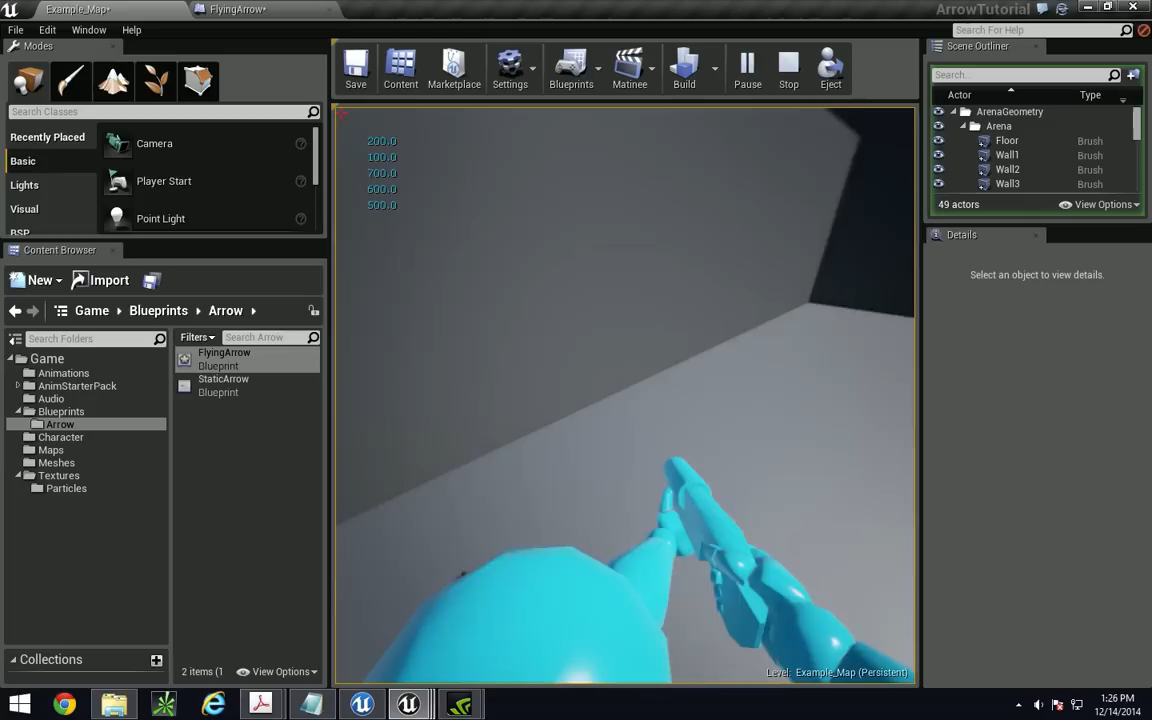 Example_Map*
FlyingArrow*
ArrowTutorial
File Edit Window Help
Search For Help
Modes
Save Content Marketplace Settings Blueprints Matinee Build Pause Stop Eject
Search Classes
Recently Placed
Basic
Lights
Visual
BSP
Camera
Player Start
Point Light
Content Browser
New Import
Game Blueprints Arrow
Search Folders
Game
Animations
AnimStarterPack
Audio
Blueprints
Arrow
Character
Maps
Meshes
Textures
Particles
Filters Search Arrow
FlyingArrow
Blueprint
StaticArrow
Blueprint
Collections
2 items (1 View Options
200.0
100.0
700.0
600.0
500.0
Level: Example_Map (Persistent)
Scene Outliner
Search...
Actor Type
ArenaGeometry
Arena
Floor Brush
Wall1 Brush
Wall2 Brush
Wall3 Brush
49 actors View Options
Details
Select an object to view details.
1:26 PM
12/14/2014